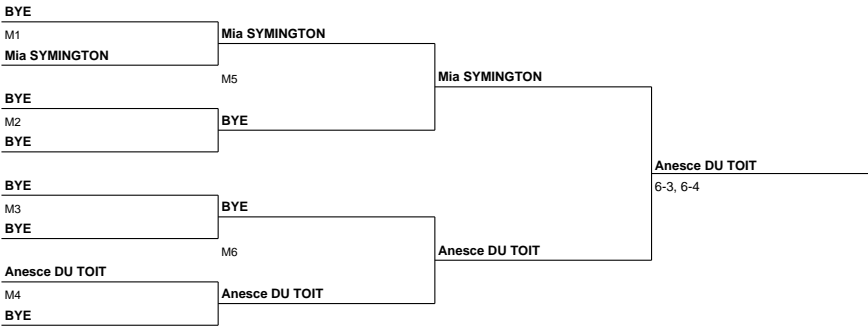 BYE
M1
Mia SYMINGTON
Mia SYMINGTON
M5
Mia SYMINGTON
BYE
M2
BYE
BYE
Anesce DU TOIT
6-3, 6-4
BYE
M3
BYE
BYE
M6
Anesce DU TOIT
Anesce DU TOIT
M4
Anesce DU TOIT
BYE